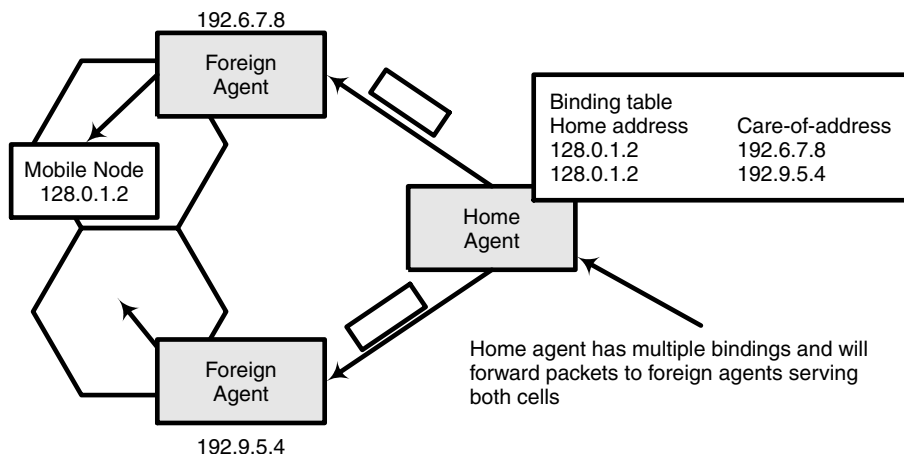 192.6.7.8
Foreign
Agent
Mobile Node
128.0.1.2
Binding table
Home address Care-of-address
128.0.1.2 192.6.7.8
128.0.1.2 192.9.5.4
Home
Agent
Home agent has multiple bindings and will
forward packets to foreign agents serving
both cells
Foreign
Agent
192.9.5.4